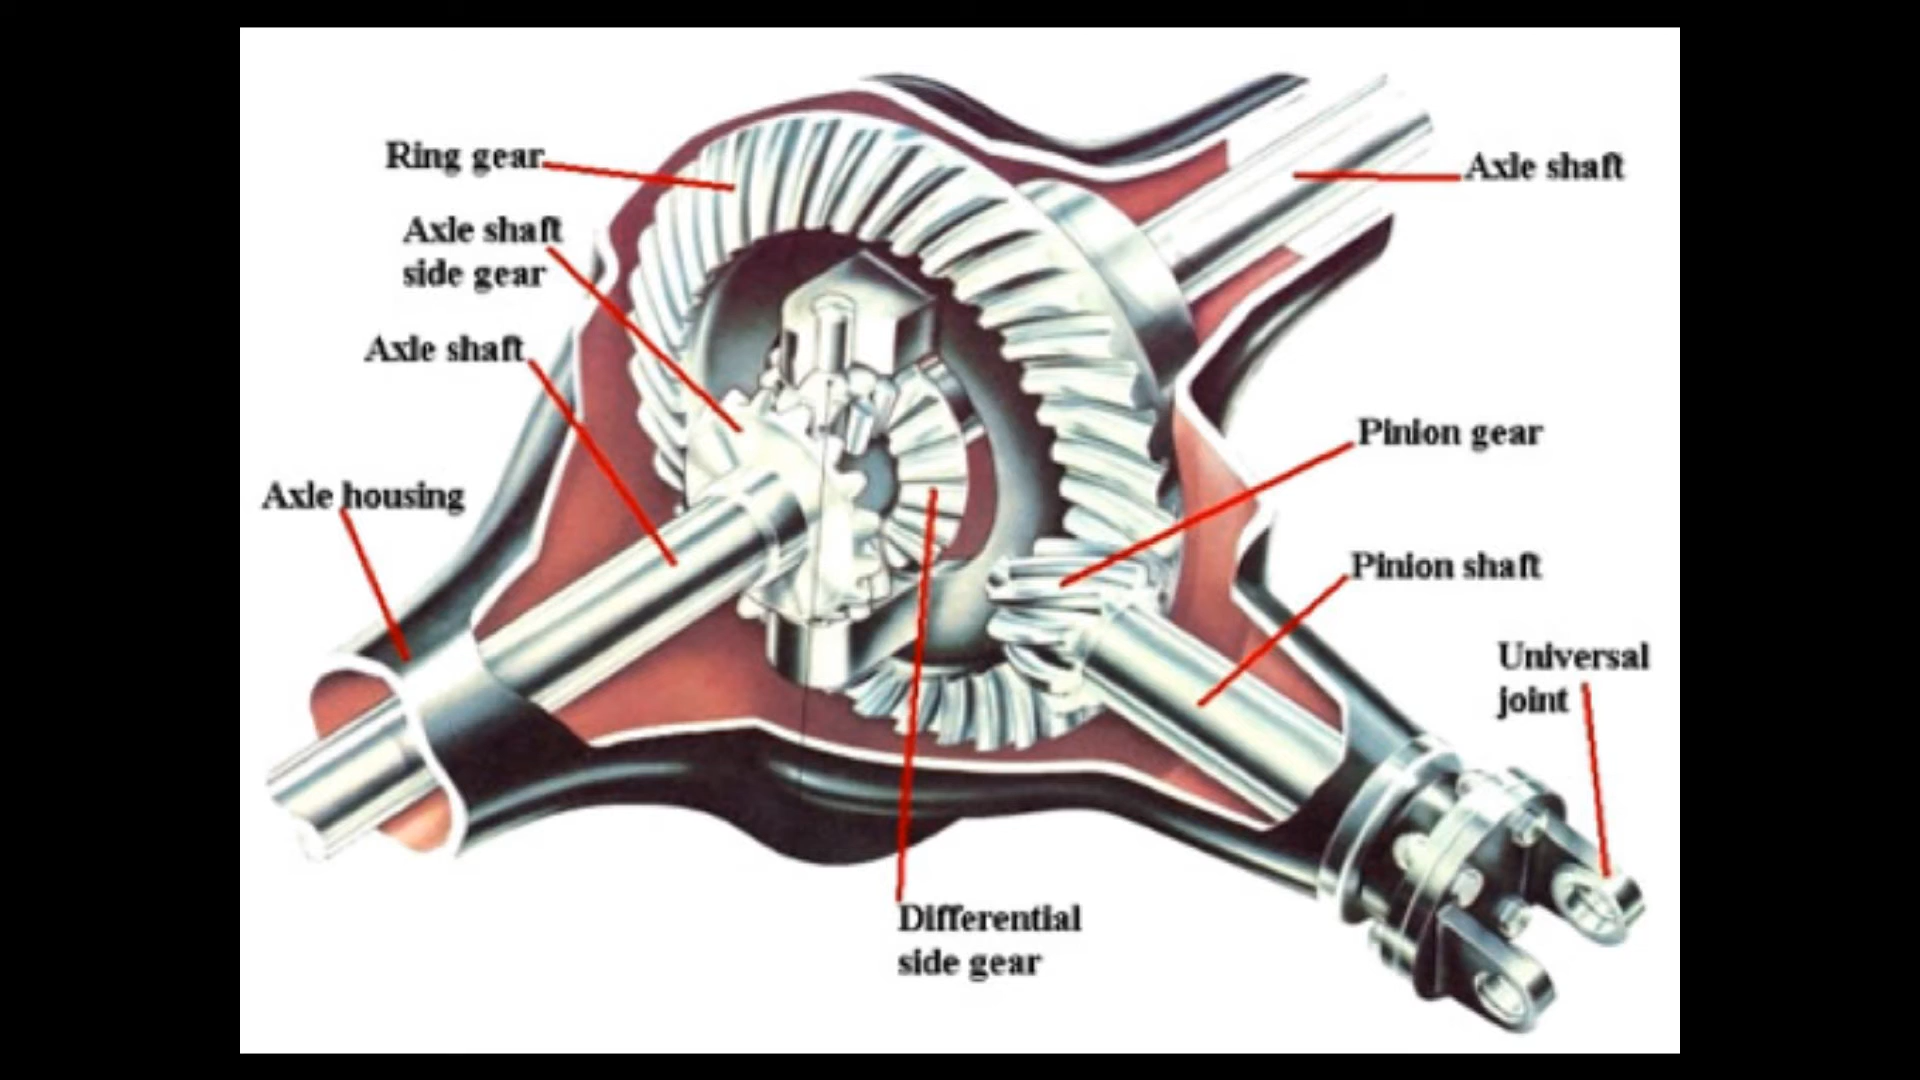 Ring gear
Axle shaft
Axle shaft
side gear
Axle shaft
Pinion gear
Axle housing
Pinion shaft
Universal
joint
Differential
side gear